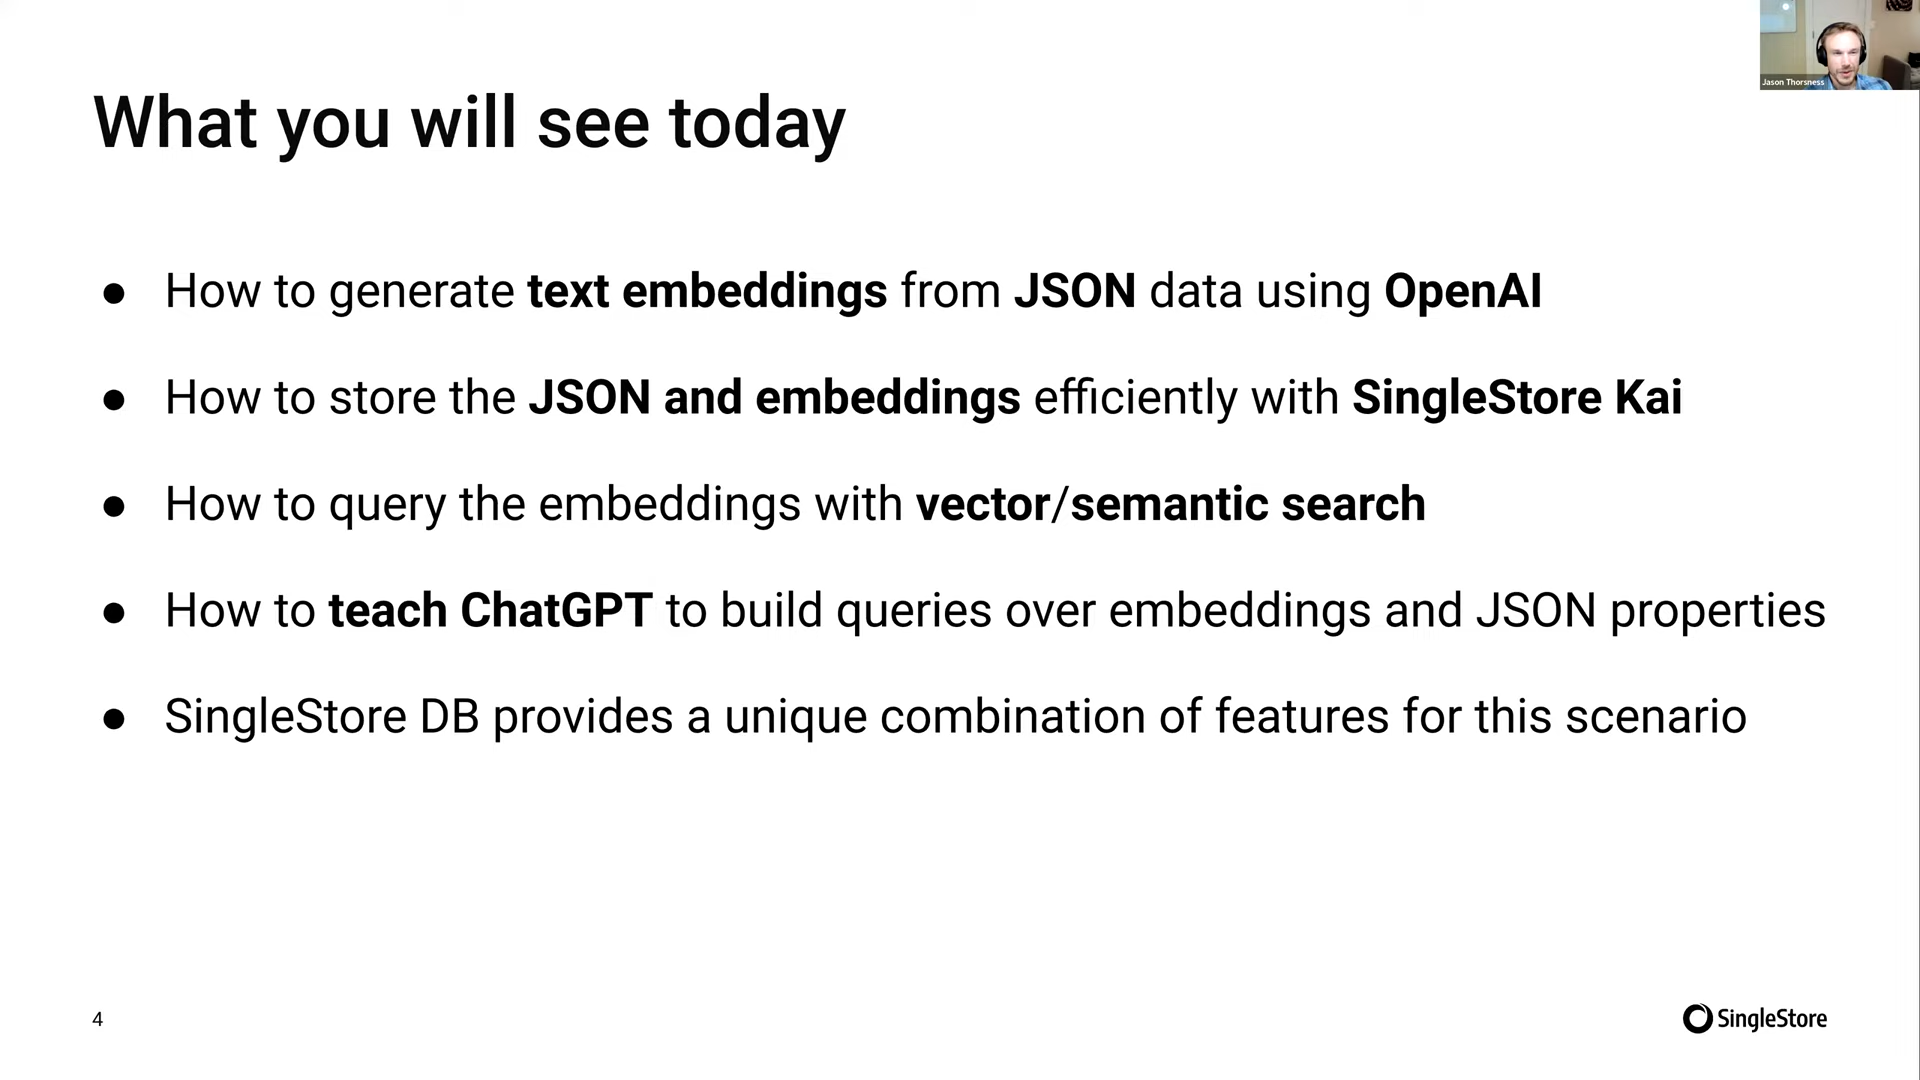 Jason Thorsness
What you will see today
● How to generate text embeddings from JSON data using OpenAI
● How to store the JSON and embeddings efficiently with SingleStore Kai
● How to query the embeddings with vector/semantic search
● How to teach ChatGPT to build queries over embeddings and JSON properties
● SingleStore DB provides a unique combination of features for this scenario
4
SingleStore